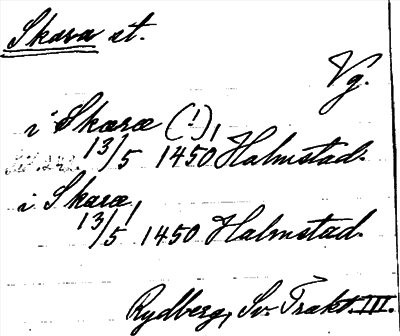 Skara st.
Vg.
i Skaræ (!),
13/5 1450 Halmstad.
i Skaræ,
13/5 1450 Halmstad.
Rydberg, Sv. Trakt. III.